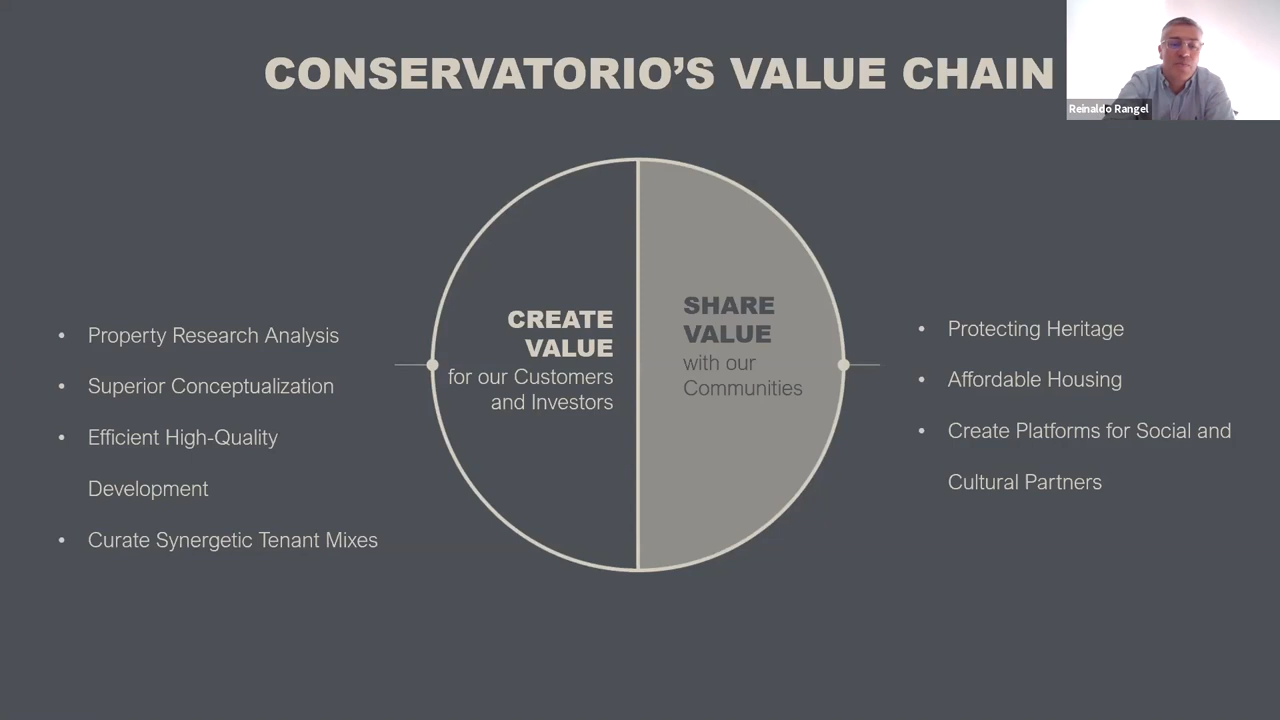 CONSERVATORIO’S VALUE CHAIN
Reinaldo Rangel
• Property Research Analysis
• Superior Conceptualization
• Efficient High-Quality
Development
• Curate Synergetic Tenant Mixes
CREATE
VALUE
for our Customers
and Investors
SHARE
VALUE
with our
Communities
• Protecting Heritage
• Affordable Housing
• Create Platforms for Social and
Cultural Partners